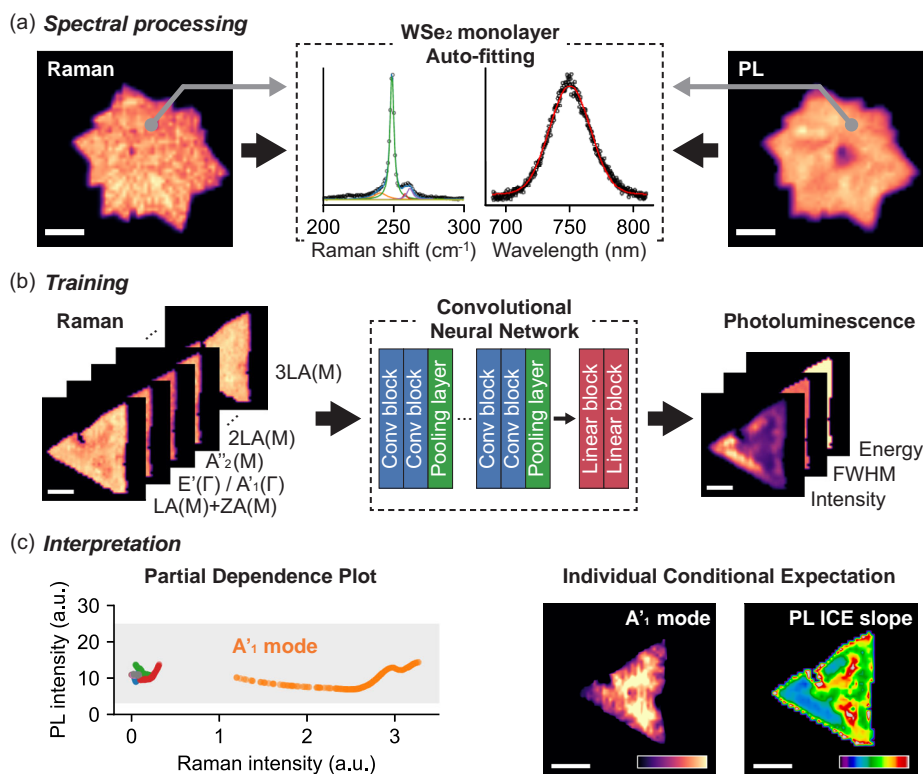 (a) Spectral processing
WSe₂ monolayer
Auto-fitting
Raman
PL
200 250 300
Raman shift (cm⁻¹)
700 750 800
Wavelength (nm)
(b) Training
Raman
3LA(M)
2LA(M)
A''₂(M)
E'(Γ) / A'₁(Γ)
LA(M)+ZA(M)
Convolutional
Neural Network
Conv block
Conv block
Pooling layer
...
Conv block
Conv block
Pooling layer
Linear block
Linear block
Photoluminescence
Energy
FWHM
Intensity
(c) Interpretation
Partial Dependence Plot
PL intensity (a.u.)
30
20
10
0
A'₁ mode
0 1 2 3
Raman intensity (a.u.)
Individual Conditional Expectation
A'₁ mode
PL ICE slope